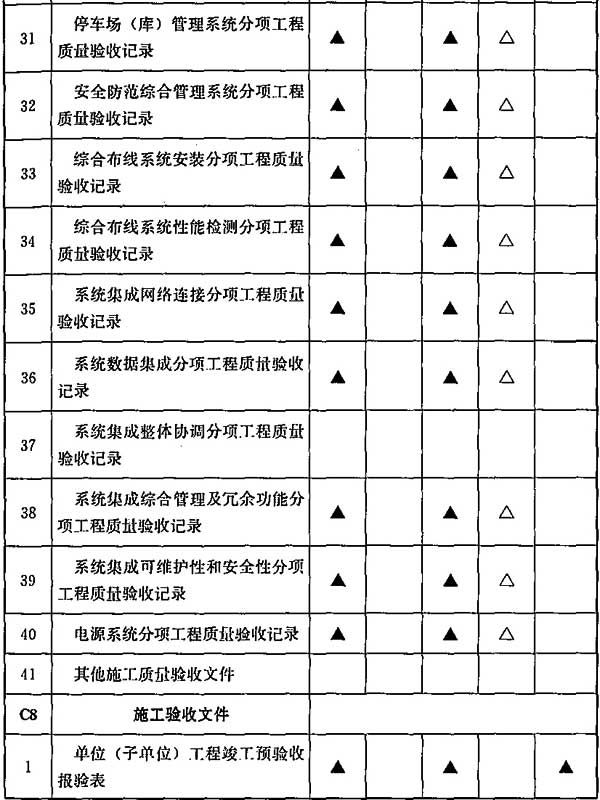 31 停车场（库）管理系统分项工程 ▲ ▲ △
质量验收记录
32 安全防范综合管理系统分项工程 ▲ ▲ △
质量验收记录
33 综合布线系统安装分项工程质量 ▲ ▲ △
验收记录
34 综合布线系统性能检测分项工程 ▲ ▲ △
质量验收记录
35 系统集成网络连接分项工程质量 ▲ ▲ △
验收记录
36 系统数据集成分项工程质量验收 ▲ ▲ △
记录
37 系统集成整体协调分项工程质量
验收记录
38 系统集成综合管理及冗余功能分 ▲ ▲ △
项工程质量验收记录
39 系统集成可维护性和安全性分项 ▲ ▲ △
工程质量验收记录
40 电源系统分项工程质量验收记录 ▲ ▲ △
41 其他施工质量验收文件
C8 施工验收文件
1 单位（子单位）工程竣工预验收 ▲ ▲ ▲
报验表